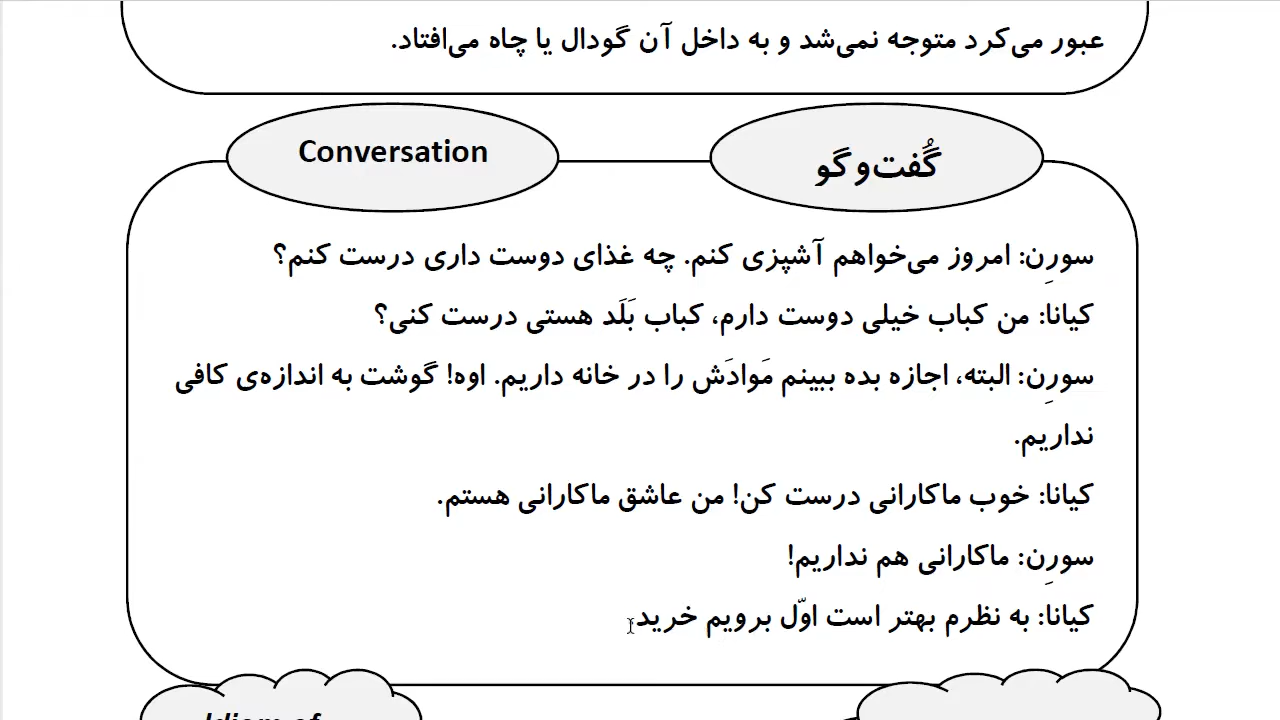 عبور می‌کرد متوجه نمی‌شد و به داخل آن گودال یا چاه می‌افتاد.
گُفت‌و‌گو
Conversation
سورِن: امروز می‌خواهم آشپزی کنم. چه غذای دوست داری درست کنم؟
کیانا: من کباب خیلی دوست دارم، کباب بَلَد هستی درست کنی؟
سورِن: البته، اجازه بده ببینم مَوادَش را در خانه داریم. اوه! گوشت به اندازه‌ی کافی
نداریم.
کیانا: خوب ماکارانی درست کن! من عاشق ماکارانی هستم.
سورِن: ماکارانی هم نداریم!
کیانا: به نظرم بهتر است اوّل برویم خرید.
Idiom of